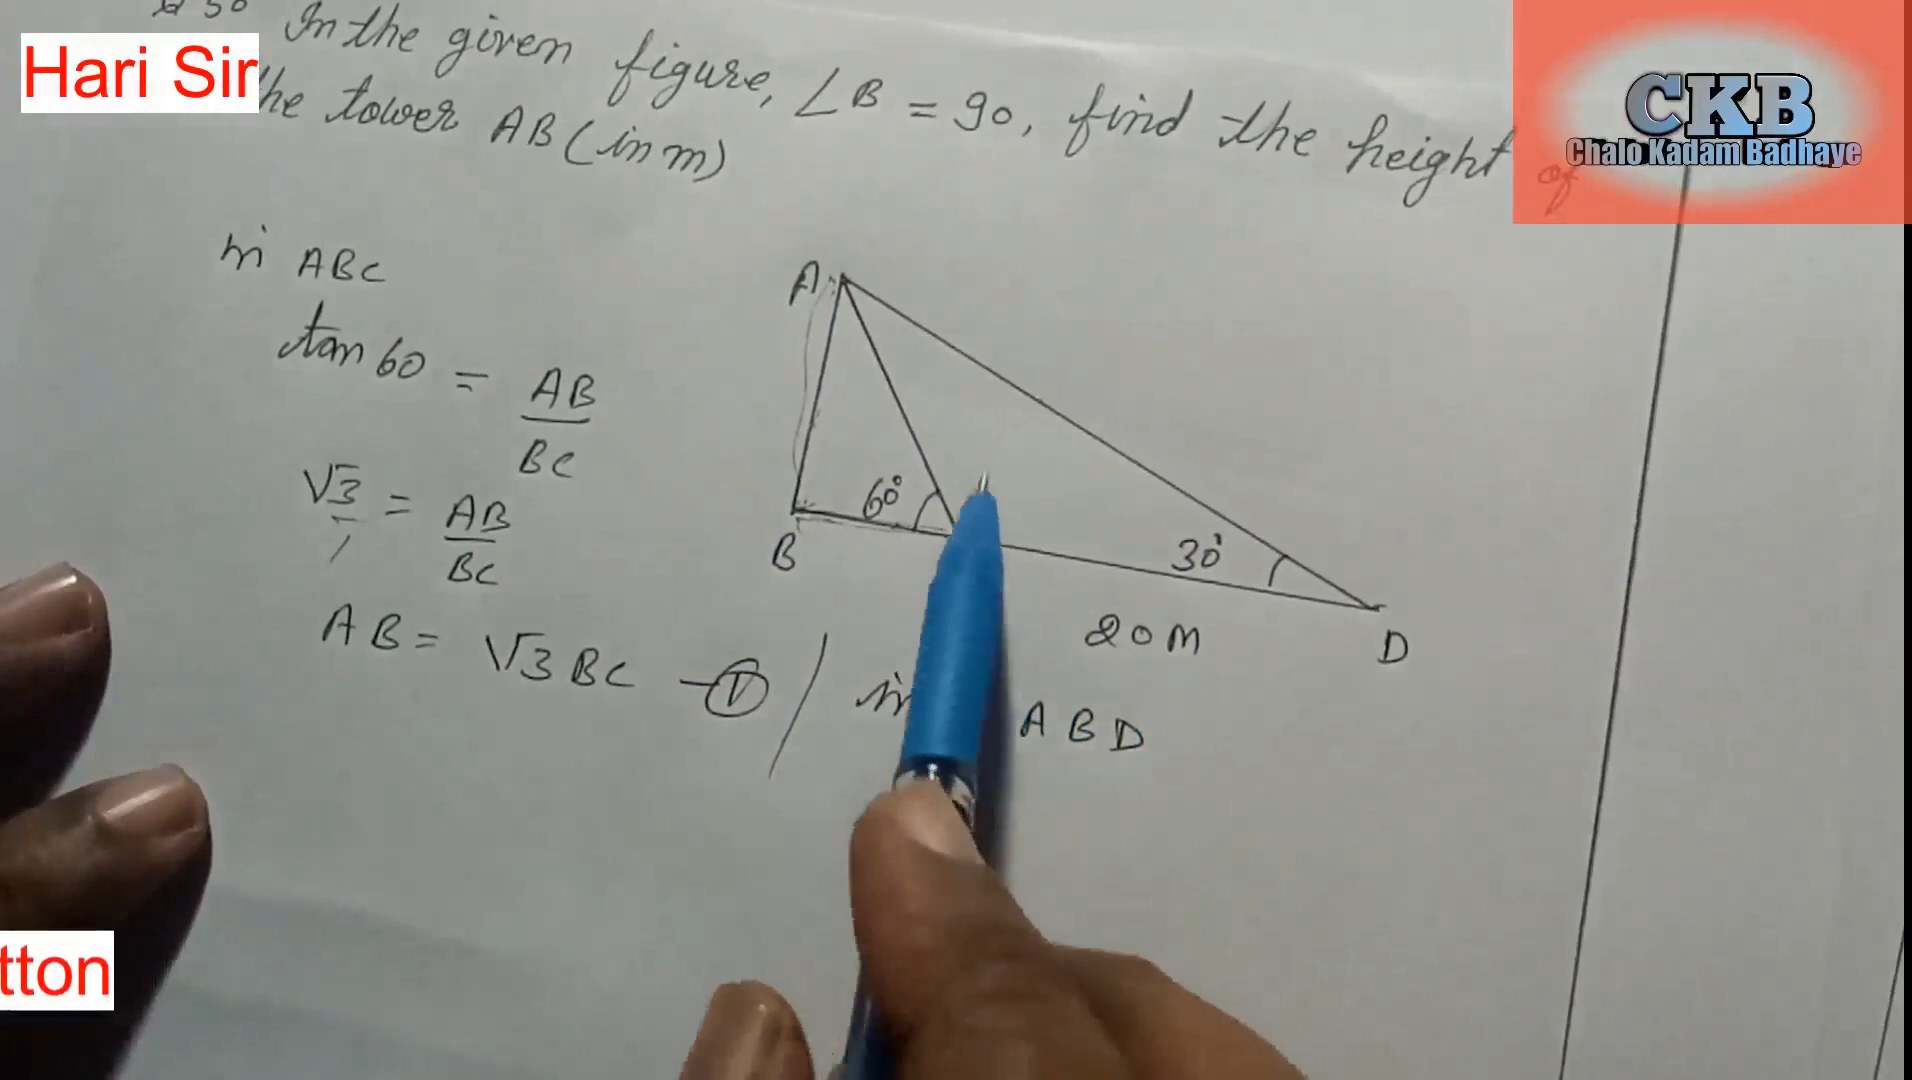 In the given figure, ∠B = 90, find the height of
the tower AB (in m)
Hari Sir
CKB
Chalo Kadam Badhaye
in ABC
tan 60 = AB/BC
√3/1 = AB/BC
AB = √3 BC - ①
A
60°
B
30°
D
20 M
in ABD
tton